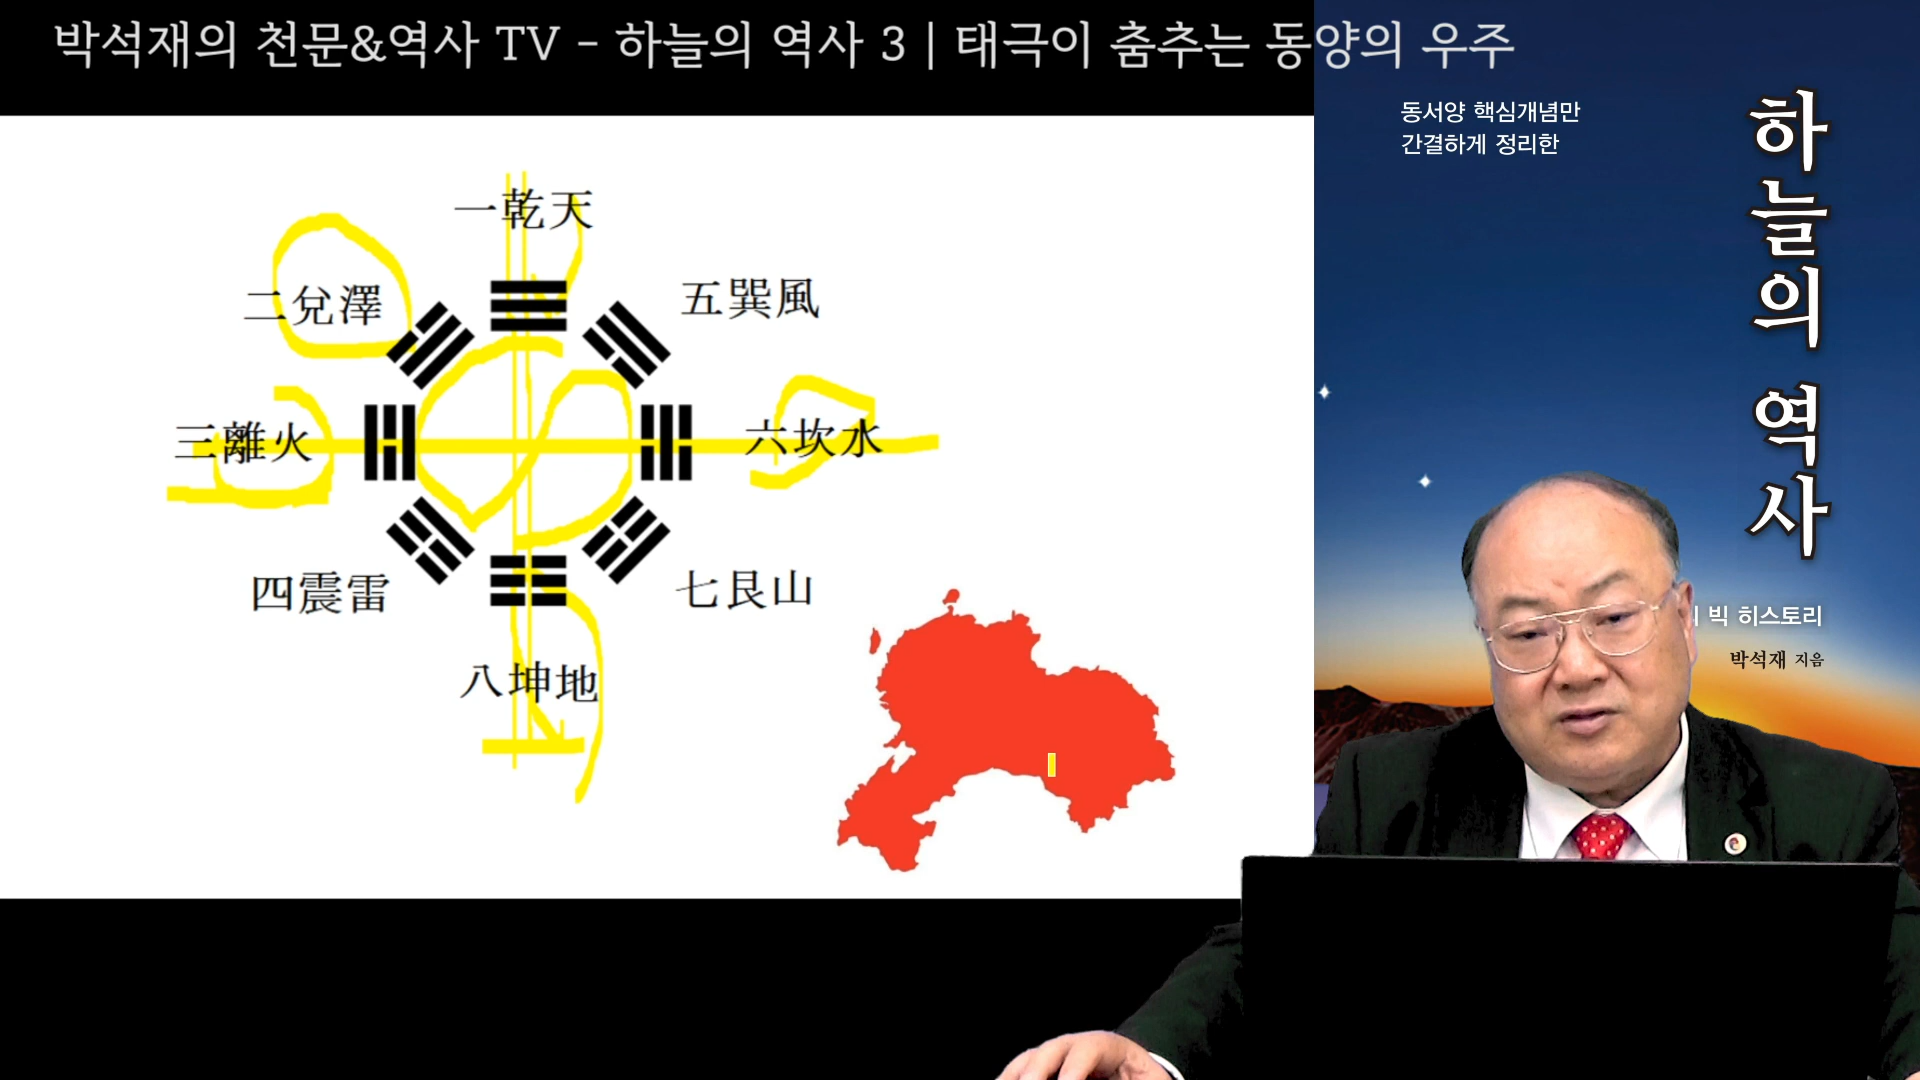 박석재의 천문&역사 TV - 하늘의 역사 3 | 태극이 춤추는 동양의 우주
동서양 핵심개념만
간결하게 정리한
하늘의 역사
一乾天
二兌澤
五巽風
三離火
六坎水
四震雷
七艮山
八坤地
빅 히스토리
박석재 지음